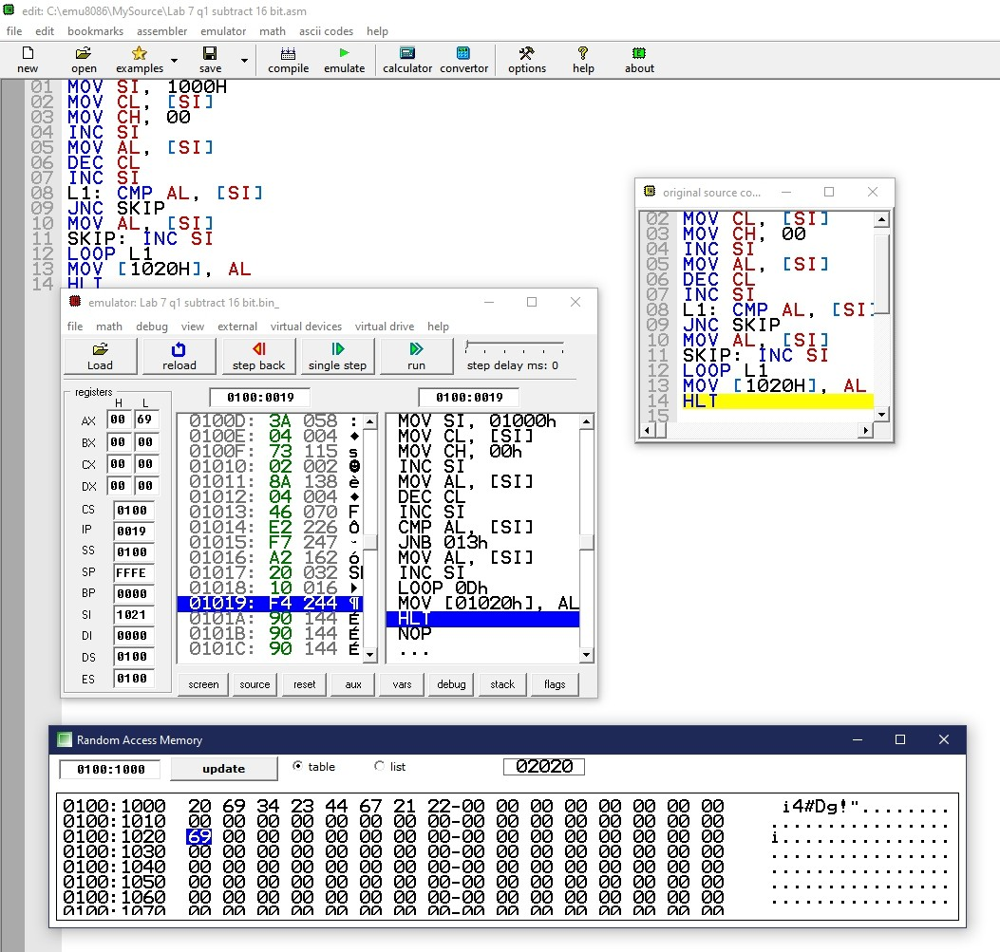 edit: C:\emu8086\MySource\Lab 7 q1 subtract 16 bit.asm
file edit bookmarks assembler emulator math ascii codes help
new open examples save compile emulate calculator convertor options help about
01 MOV SI, 1000H
02 MOV CL, [SI]
03 MOV CH, 00
04 INC SI
05 MOV AL, [SI]
06 DEC CL
07 INC SI
08 L1: CMP AL, [SI]
09 JNC SKIP
10 MOV AL, [SI]
11 SKIP: INC SI
12 LOOP L1
13 MOV [1020H], AL
14 HLT
original source co...
02 MOV CL, [SI]
03 MOV CH, 00
04 INC SI
05 MOV AL, [SI]
06 DEC CL
07 INC SI
08 L1: CMP AL, [SI]
09 JNC SKIP
10 MOV AL, [SI]
11 SKIP: INC SI
12 LOOP L1
13 MOV [1020H], AL
14 HLT
15
emulator: Lab 7 q1 subtract 16 bit.bin_
file math debug view external virtual devices virtual drive help
Load reload step back single step run step delay ms: 0
registers
H L
AX 00 69
BX 00 00
CX 00 00
DX 00 00
CS 0100
IP 0019
SS 0100
SP FFFE
BP 0000
SI 1021
DI 0000
DS 0100
ES 0100
0100:0019
0100D: 3A 058 :
0100E: 04 004 ♦
0100F: 73 115 s
01010: 02 002 ☻
01011: 8A 138 è
01012: 04 004 ♦
01013: 46 070 F
01014: E2 226 Ô
01015: F7 247
01016: A2 162 ó
01017: 20 032 SP
01018: 10 016 ►
01019: F4 244 ¶
0101A: 90 144 É
0101B: 90 144 É
0101C: 90 144 É
0100:0019
MOV SI, 01000h
MOV CL, [SI]
MOV CH, 00h
INC SI
MOV AL, [SI]
DEC CL
INC SI
CMP AL, [SI]
JNB 013h
MOV AL, [SI]
INC SI
LOOP 0Dh
MOV [01020h], AL
HLT
NOP
...
screen source reset aux vars debug stack flags
Random Access Memory
0100:1000 update table list 02020
0100:1000 20 69 34 23 44 67 21 22-00 00 00 00 00 00 00 00 i4#Dg!"........
0100:1010 00 00 00 00 00 00 00 00-00 00 00 00 00 00 00 00 ................
0100:1020 69 00 00 00 00 00 00 00-00 00 00 00 00 00 00 00 i...............
0100:1030 00 00 00 00 00 00 00 00-00 00 00 00 00 00 00 00 ................
0100:1040 00 00 00 00 00 00 00 00-00 00 00 00 00 00 00 00 ................
0100:1050 00 00 00 00 00 00 00 00-00 00 00 00 00 00 00 00 ................
0100:1060 00 00 00 00 00 00 00 00-00 00 00 00 00 00 00 00 ................
0100:1070 00 00 00 00 00 00 00 00-00 00 00 00 00 00 00 00